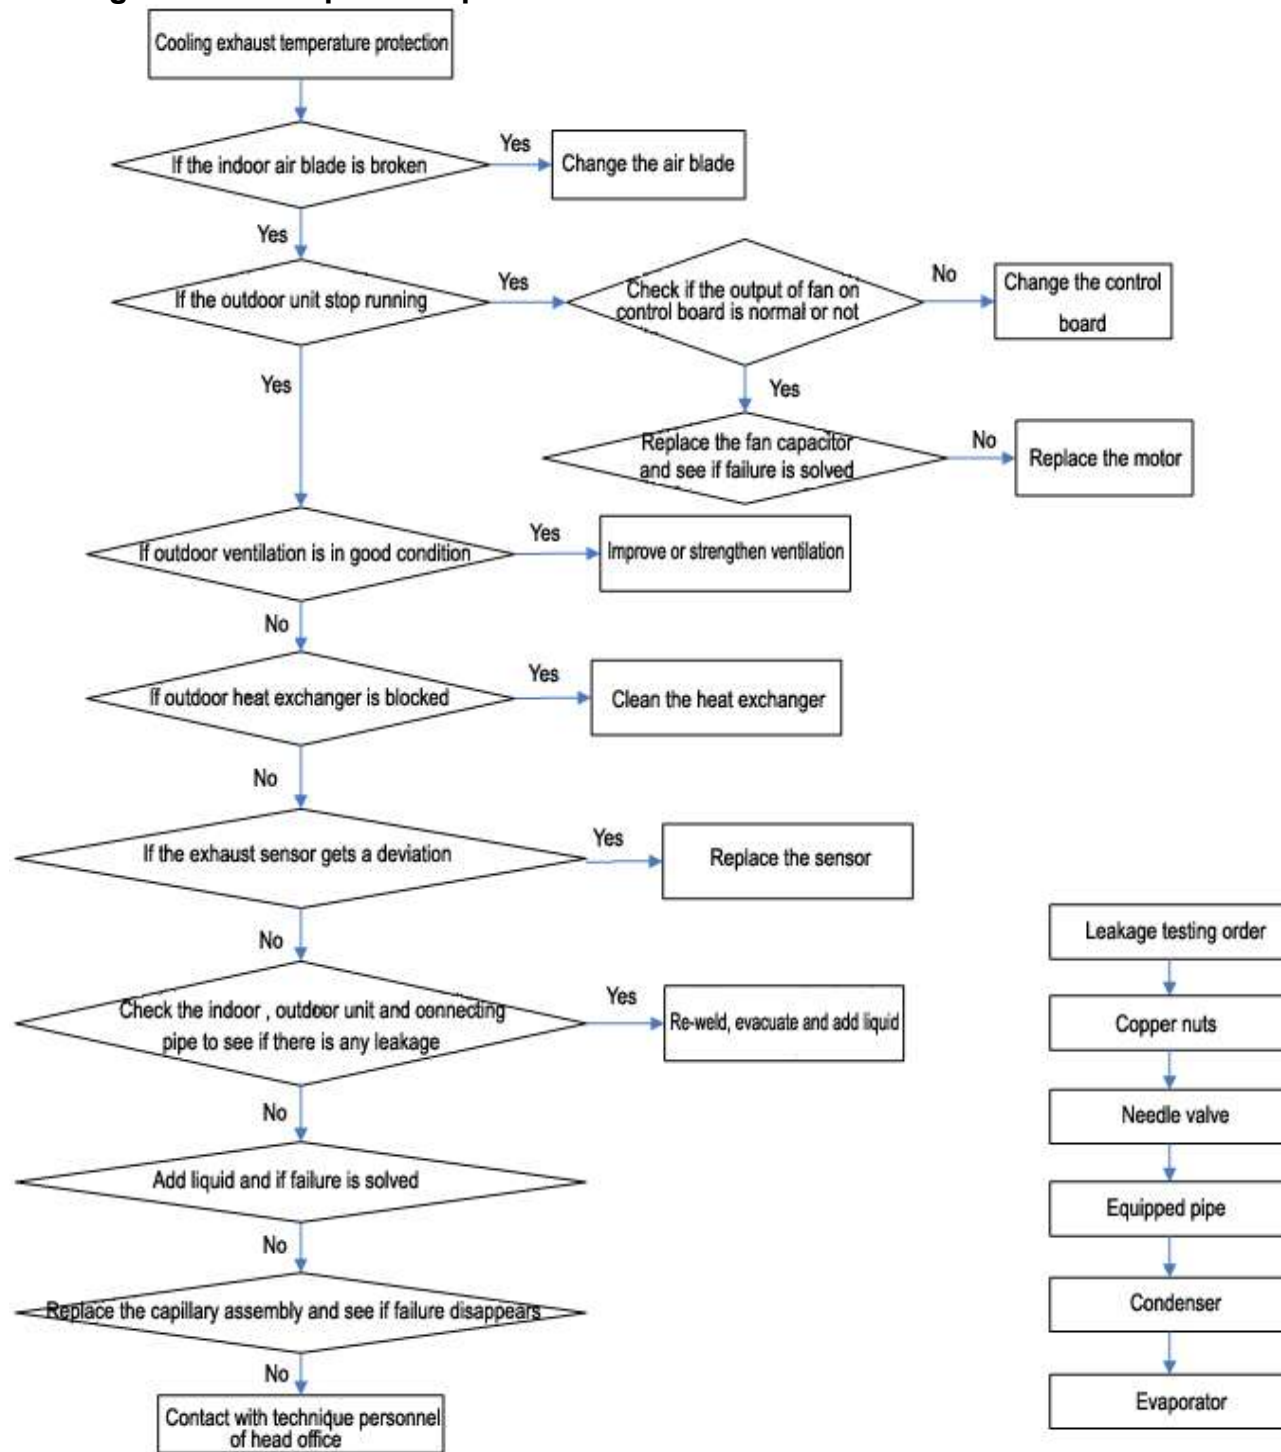 Cooling exhaust temperature protection
If the indoor air blade is broken
Yes
Change the air blade
Yes
If the outdoor unit stop running
Yes
Check if the output of fan on
control board is normal or not
No
Change the control
board
Yes
Yes
Replace the fan capacitor
and see if failure is solved
No
Replace the motor
If outdoor ventilation is in good condition
Yes
Improve or strengthen ventilation
No
If outdoor heat exchanger is blocked
Yes
Clean the heat exchanger
No
If the exhaust sensor gets a deviation
Yes
Replace the sensor
No
Check the indoor , outdoor unit and connecting
pipe to see if there is any leakage
Yes
Re-weld, evacuate and add liquid
No
Add liquid and if failure is solved
No
Replace the capillary assembly and see if failure disappears
No
Contact with technique personnel
of head office
Leakage testing order
Copper nuts
Needle valve
Equipped pipe
Condenser
Evaporator